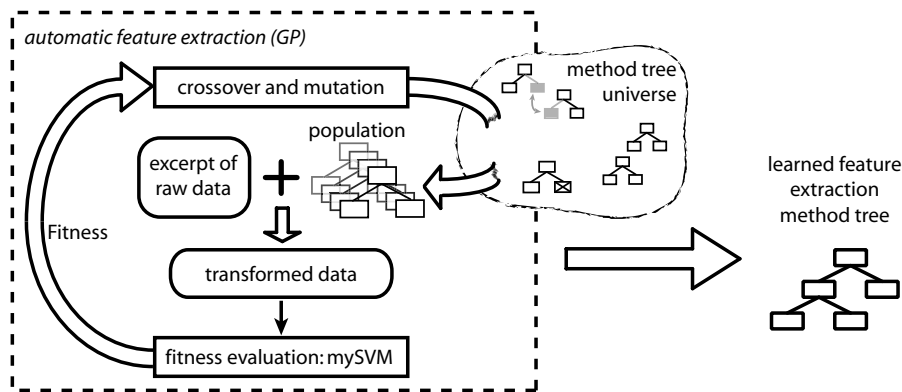 automatic feature extraction (GP)
crossover and mutation
method tree
universe
population
excerpt of
raw data
learned feature
extraction
method tree
Fitness
transformed data
fitness evaluation: mySVM